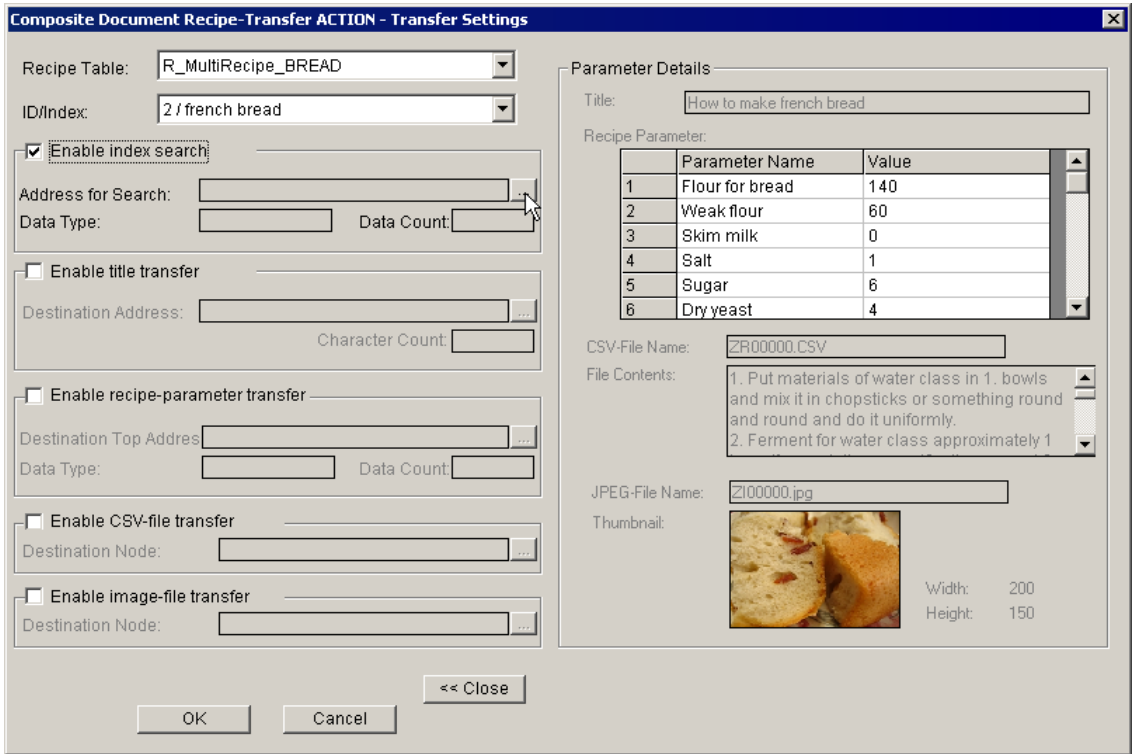 Composite Document Recipe-Transfer ACTION - Transfer Settings
Recipe Table: R_MultiRecipe_BREAD
ID/Index: 2 / french bread
Enable index search
Address for Search: ...
Data Type: Data Count:
Enable title transfer
Destination Address: ...
Character Count:
Enable recipe-parameter transfer
Destination Top Addres ...
Data Type: Data Count:
Enable CSV-file transfer
Destination Node: ...
Enable image-file transfer
Destination Node: ...
<< Close
OK Cancel
Parameter Details
Title: How to make french bread
Recipe Parameter:
Parameter Name Value
1 Flour for bread 140
2 Weak flour 60
3 Skim milk 0
4 Salt 1
5 Sugar 6
6 Dry yeast 4
CSV-File Name: ZR00000.CSV
File Contents:
1. Put materials of water class in 1. bowls
and mix it in chopsticks or something round
and round and do it uniformly.
2. Ferment for water class approximately 1
JPEG-File Name: ZI00000.jpg
Thumbnail:
Width: 200
Height: 150